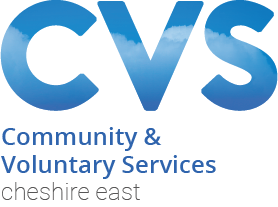 CVS
Community &
Voluntary Services
cheshire east